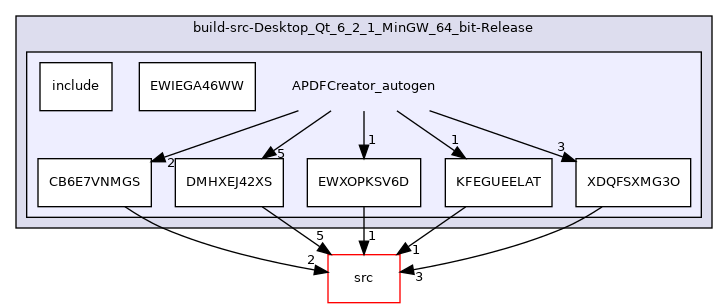 build-src-Desktop_Qt_6_2_1_MinGW_64_bit-Release
include
EWIEGA46WW
APDFCreator_autogen
2
5
1
1
3
CB6E7VNMGS
DMHXEJ42XS
EWXOPKSV6D
KFEGUEELAT
XDQFSXMG3O
2
5
1
1
3
src